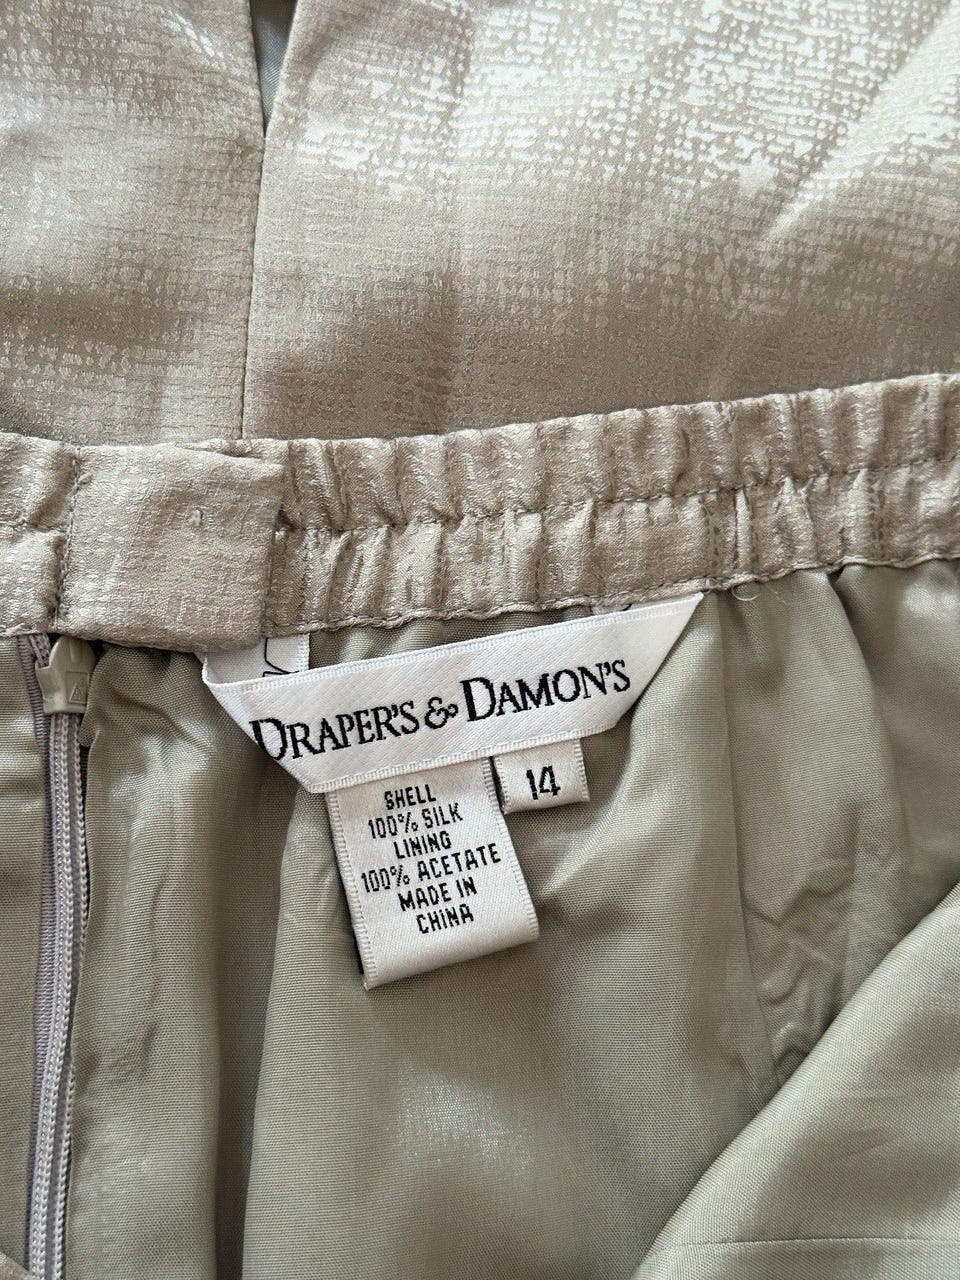 DRAPER'S & DAMON'S
14
SHELL
100% SILK
LINING
100% ACETATE
MADE IN
CHINA